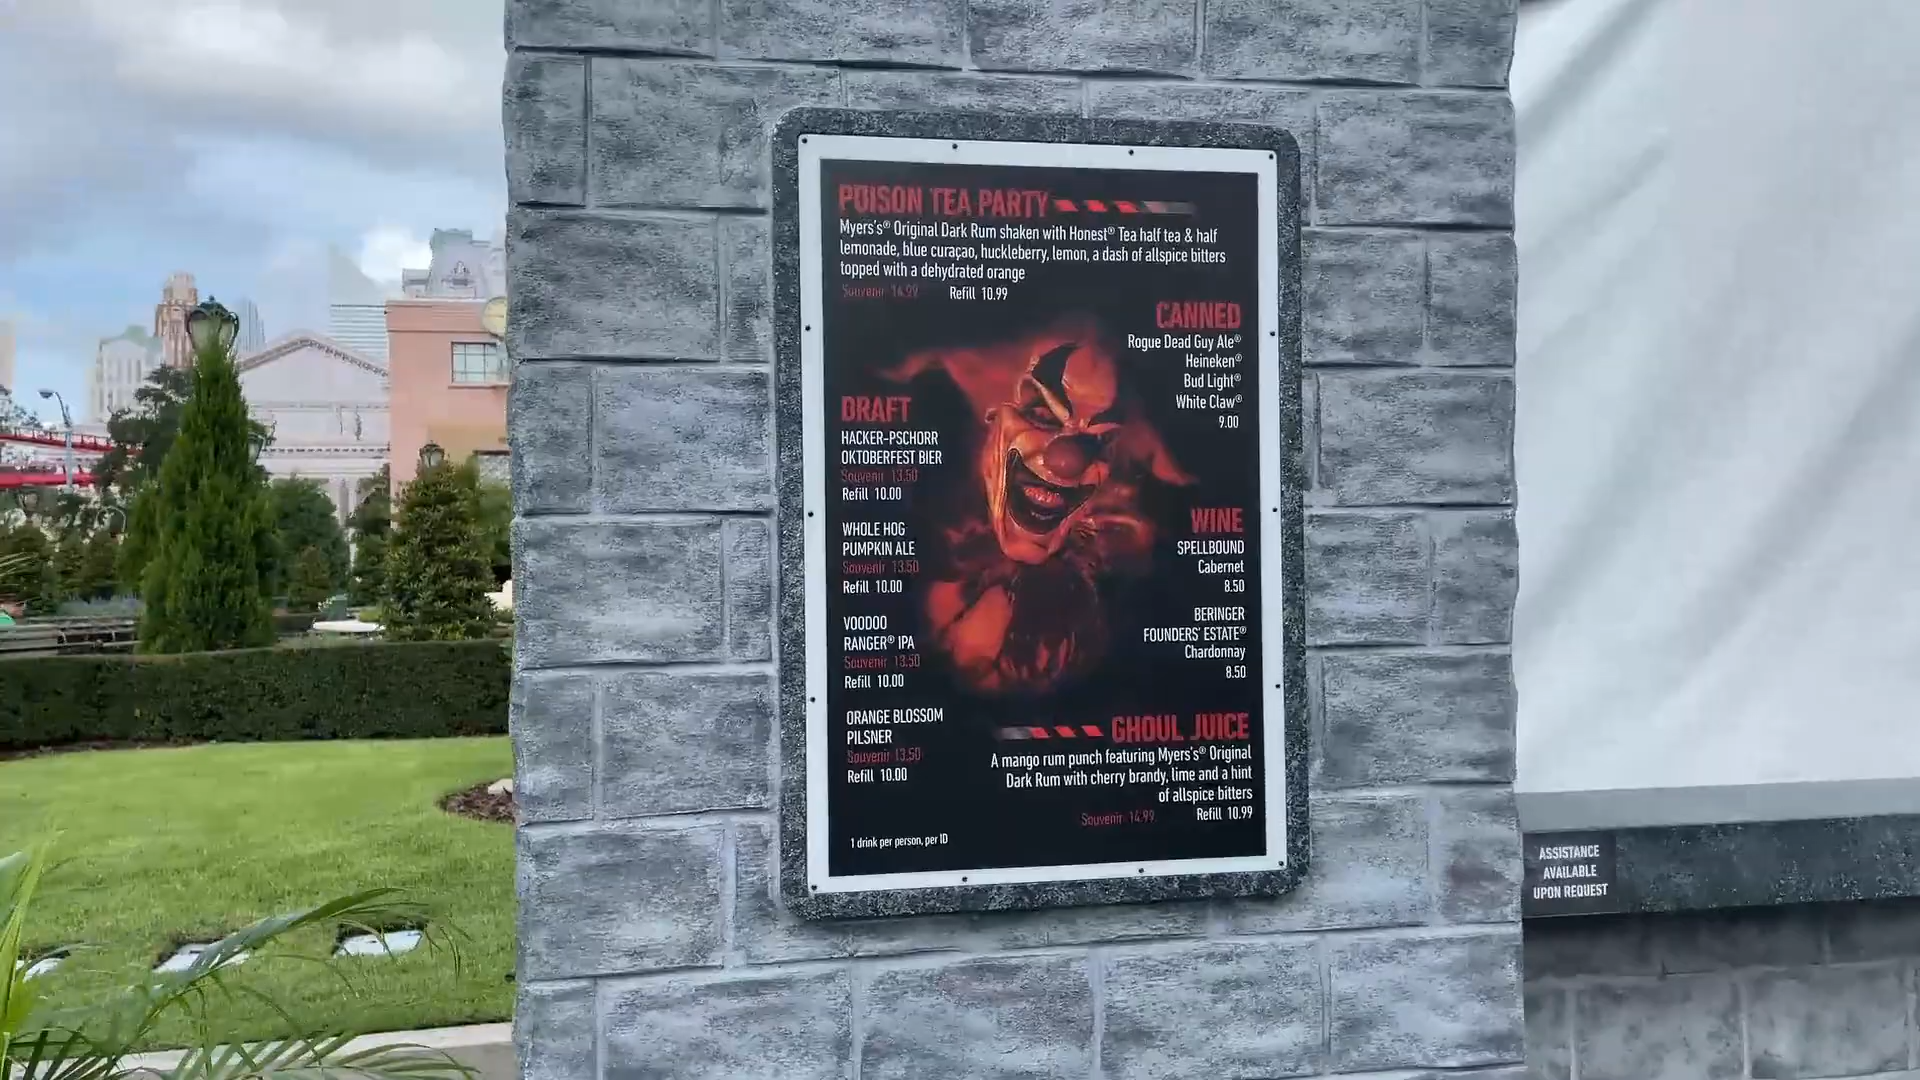 POISON TEA PARTY
Myers's® Original Dark Rum shaken with Honest® Tea half tea & half
lemonade, blue curaçao, huckleberry, lemon, a dash of allspice bitters
topped with a dehydrated orange
Souvenir 14.99 Refill 10.99
CANNED
Rogue Dead Guy Ale®
Heineken®
Bud Light®
White Claw®
9.00
DRAFT
HACKER-PSCHORR
OKTOBERFEST BIER
Souvenir 13.50
Refill 10.00
WHOLE HOG
PUMPKIN ALE
Souvenir 13.50
Refill 10.00
VOODOO
RANGER® IPA
Souvenir 13.50
Refill 10.00
ORANGE BLOSSOM
PILSNER
Souvenir 13.50
Refill 10.00
WINE
SPELLBOUND
Cabernet
8.50
BERINGER
FOUNDERS' ESTATE®
Chardonnay
8.50
GHOUL JUICE
A mango rum punch featuring Myers's® Original
Dark Rum with cherry brandy, lime and a hint
of allspice bitters
Souvenir 14.99 Refill 10.99
1 drink per person, per ID
ASSISTANCE
AVAILABLE
UPON REQUEST